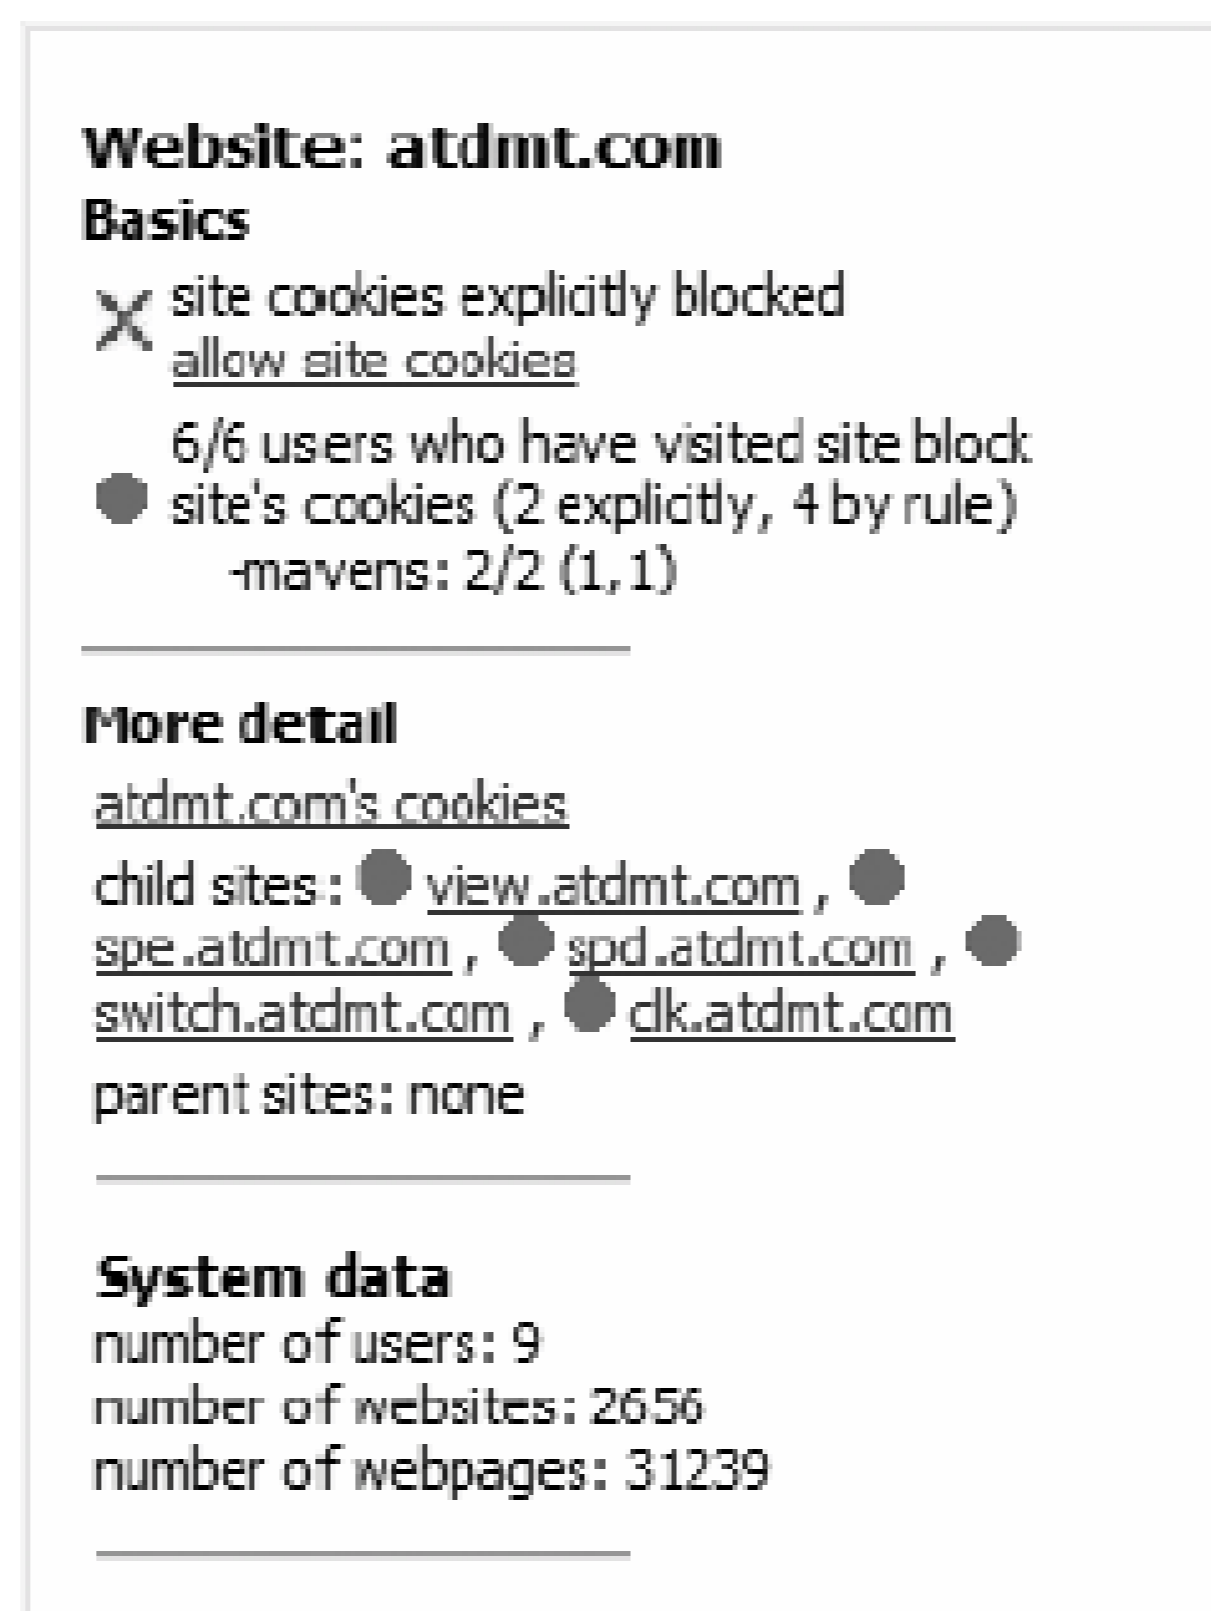 Website: atdmt.com
Basics
site cookies explicitly blocked
allow site cookies
6/6 users who have visited site block
site's cookies (2 explicitly, 4 by rule)
-mavens: 2/2 (1,1)
More detail
atdmt.com's cookies
child sites: view.atdmt.com ,
spe.atdmt.com , spd.atdmt.com ,
switch.atdmt.com , clk.atdmt.com
parent sites: none
System data
number of users: 9
number of websites: 2656
number of webpages: 31239